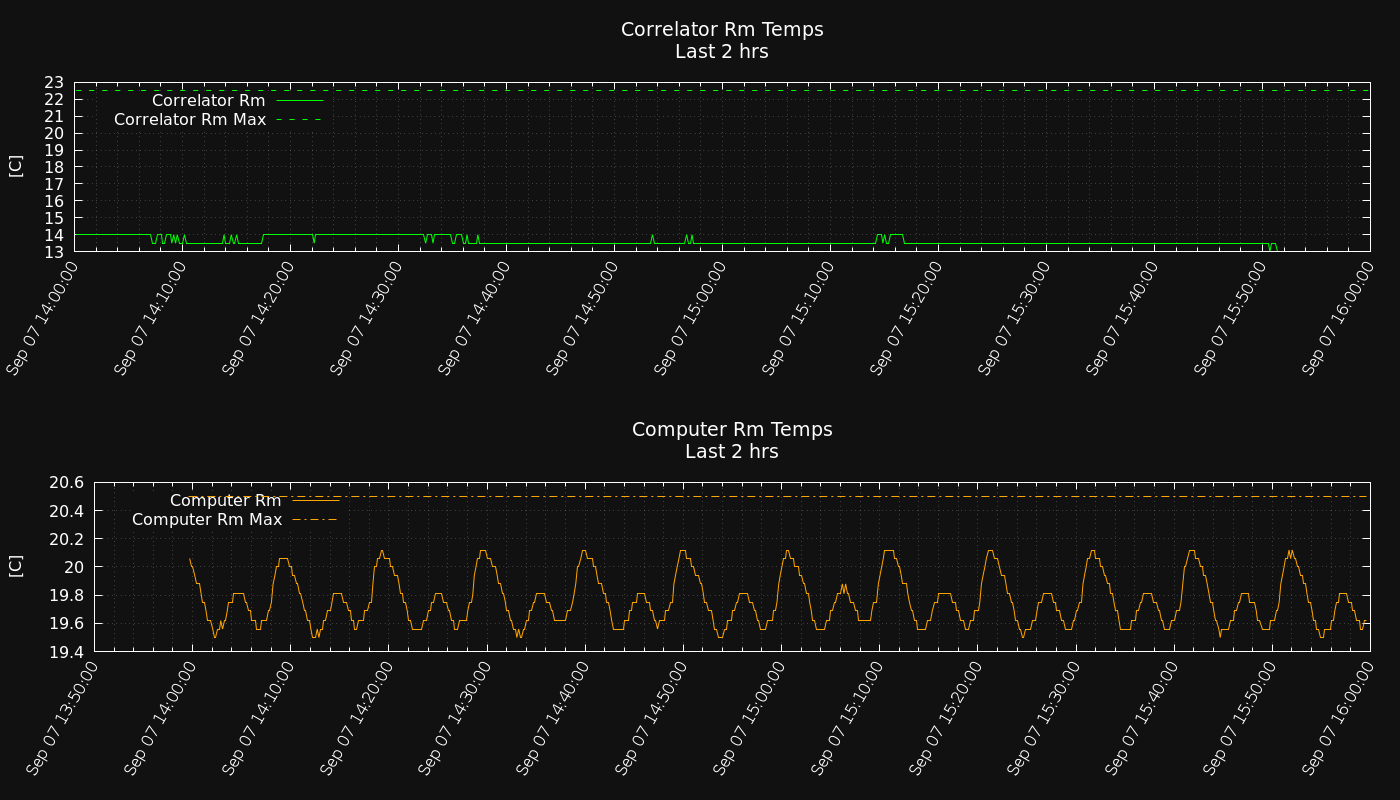 Correlator Rm Temps
Last 2 hrs
23
22
21
20
19
18
17
16
15
14
13
[C]
Correlator Rm
Correlator Rm Max
Sep 07 14:00:00
Sep 07 14:10:00
Sep 07 14:20:00
Sep 07 14:30:00
Sep 07 14:40:00
Sep 07 14:50:00
Sep 07 15:00:00
Sep 07 15:10:00
Sep 07 15:20:00
Sep 07 15:30:00
Sep 07 15:40:00
Sep 07 15:50:00
Sep 07 16:00:00
Computer Rm Temps
Last 2 hrs
20.6
20.4
20.2
20
19.8
19.6
19.4
[C]
Computer Rm
Computer Rm Max
Sep 07 13:50:00
Sep 07 14:00:00
Sep 07 14:10:00
Sep 07 14:20:00
Sep 07 14:30:00
Sep 07 14:40:00
Sep 07 14:50:00
Sep 07 15:00:00
Sep 07 15:10:00
Sep 07 15:20:00
Sep 07 15:30:00
Sep 07 15:40:00
Sep 07 15:50:00
Sep 07 16:00:00